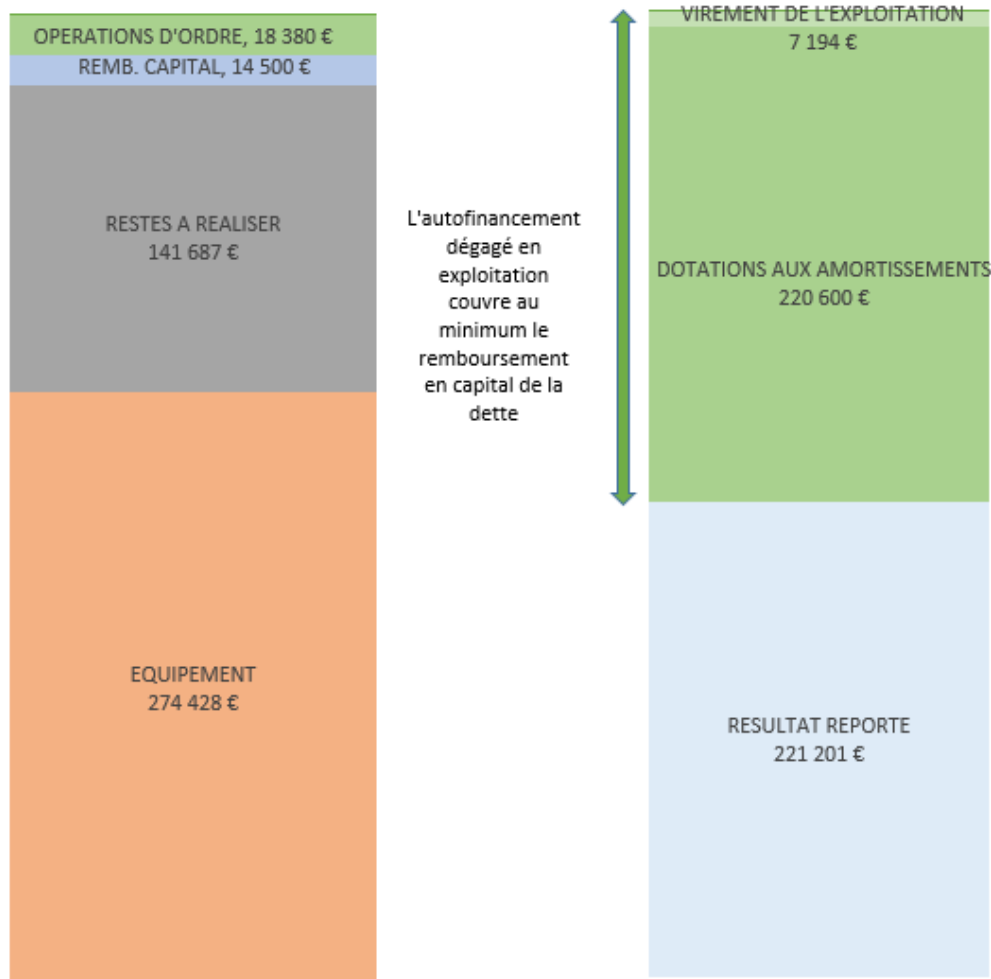 OPERATIONS D'ORDRE, 18 380 €
REMB. CAPITAL, 14 500 €
RESTES A REALISER
141 687 €
EQUIPEMENT
274 428 €
L'autofinancement
dégagé en
exploitation
couvre au
minimum le
remboursement
en capital de la
dette
VIREMENT DE L'EXPLOITATION
7 194 €
DOTATIONS AUX AMORTISSEMENTS
220 600 €
RESULTAT REPORTE
221 201 €